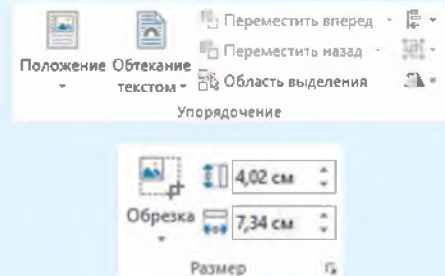 Переместить вперед
Переместить назад
Положение Обтекание
текстом Область выделения
Упорядочение
4,02 см
Обрезка 7,34 см
Размер